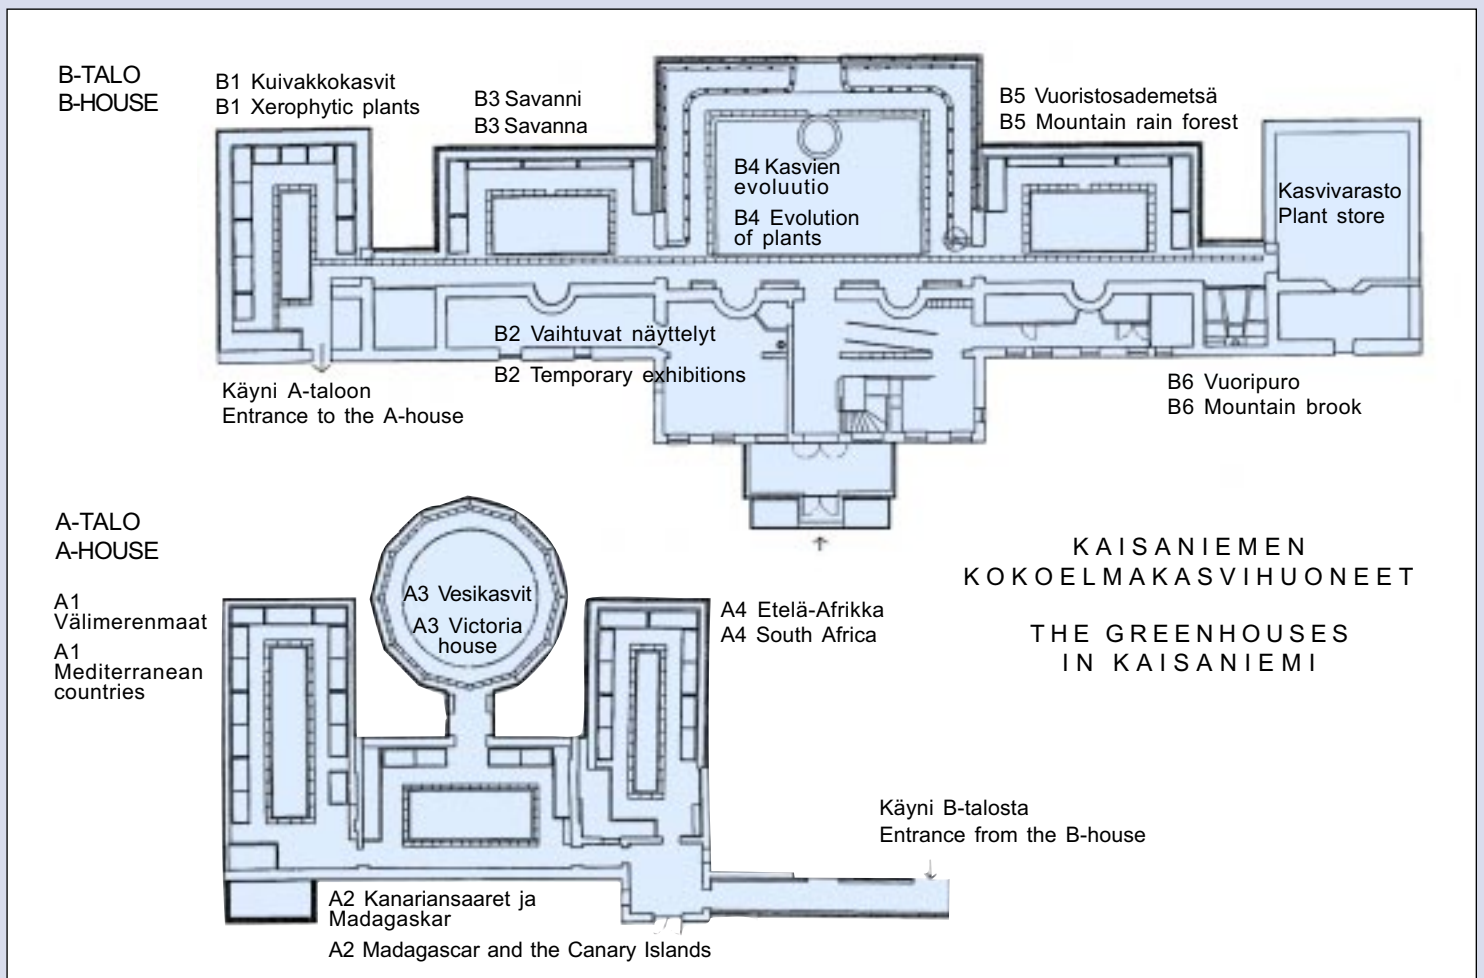 B-TALO
B-HOUSE
B1 Kuivakkokasvit
B1 Xerophytic plants
B3 Savanni
B3 Savanna
B4 Kasvien
evoluutio
B4 Evolution
of plants
B5 Vuoristosademetsä
B5 Mountain rain forest
Kasvivarasto
Plant store
B2 Vaihtuvat näyttelyt
B2 Temporary exhibitions
Käyni A-taloon
Entrance to the A-house
B6 Vuoripuro
B6 Mountain brook
A-TALO
A-HOUSE
A1
Välimerenmaat
A1
Mediterranean
countries
A3 Vesikasvit
A3 Victoria
house
A4 Etelä-Afrikka
A4 South Africa
KAISANIEMEN
KOKOELMAKASVIHUONEET
THE GREENHOUSES
IN KAISANIEMI
Käyni B-talosta
Entrance from the B-house
A2 Kanariansaaret ja
Madagaskar
A2 Madagascar and the Canary Islands